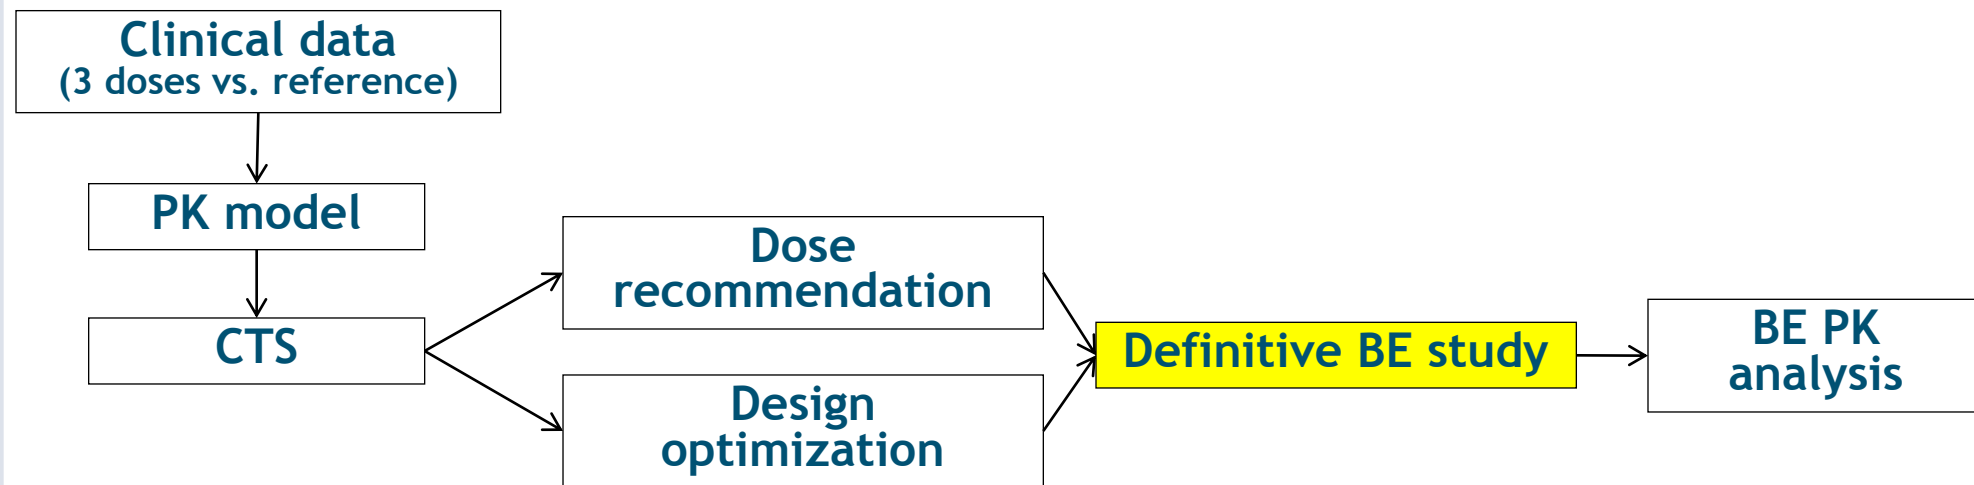 Clinical data
(3 doses vs. reference)
PK model
CTS
Dose
recommendation
Design
optimization
Definitive BE study
BE PK
analysis